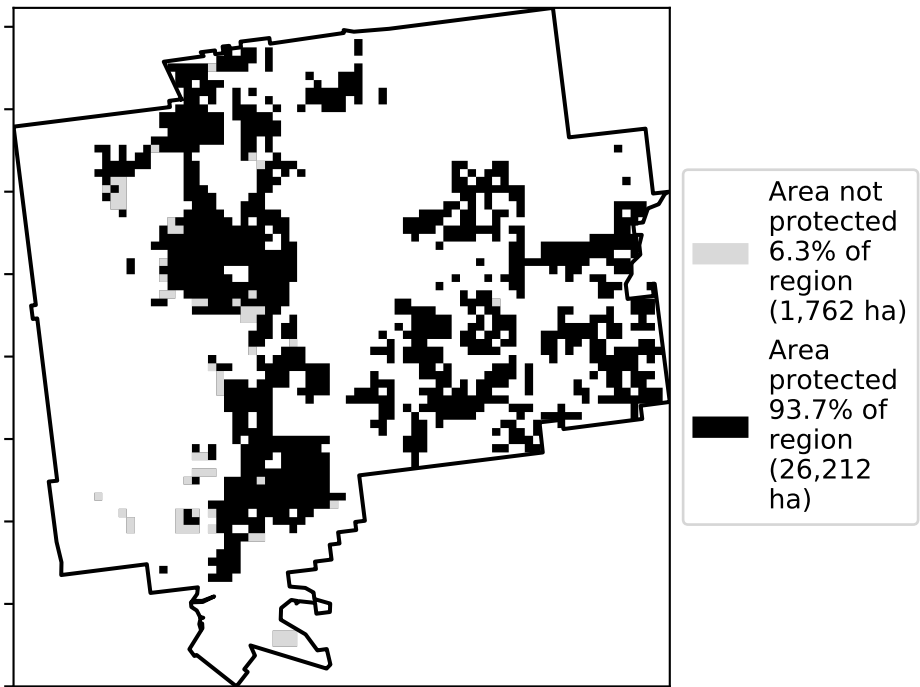 Area not
protected
6.3% of
region
(1,762 ha)
Area
protected
93.7% of
region
(26,212
ha)